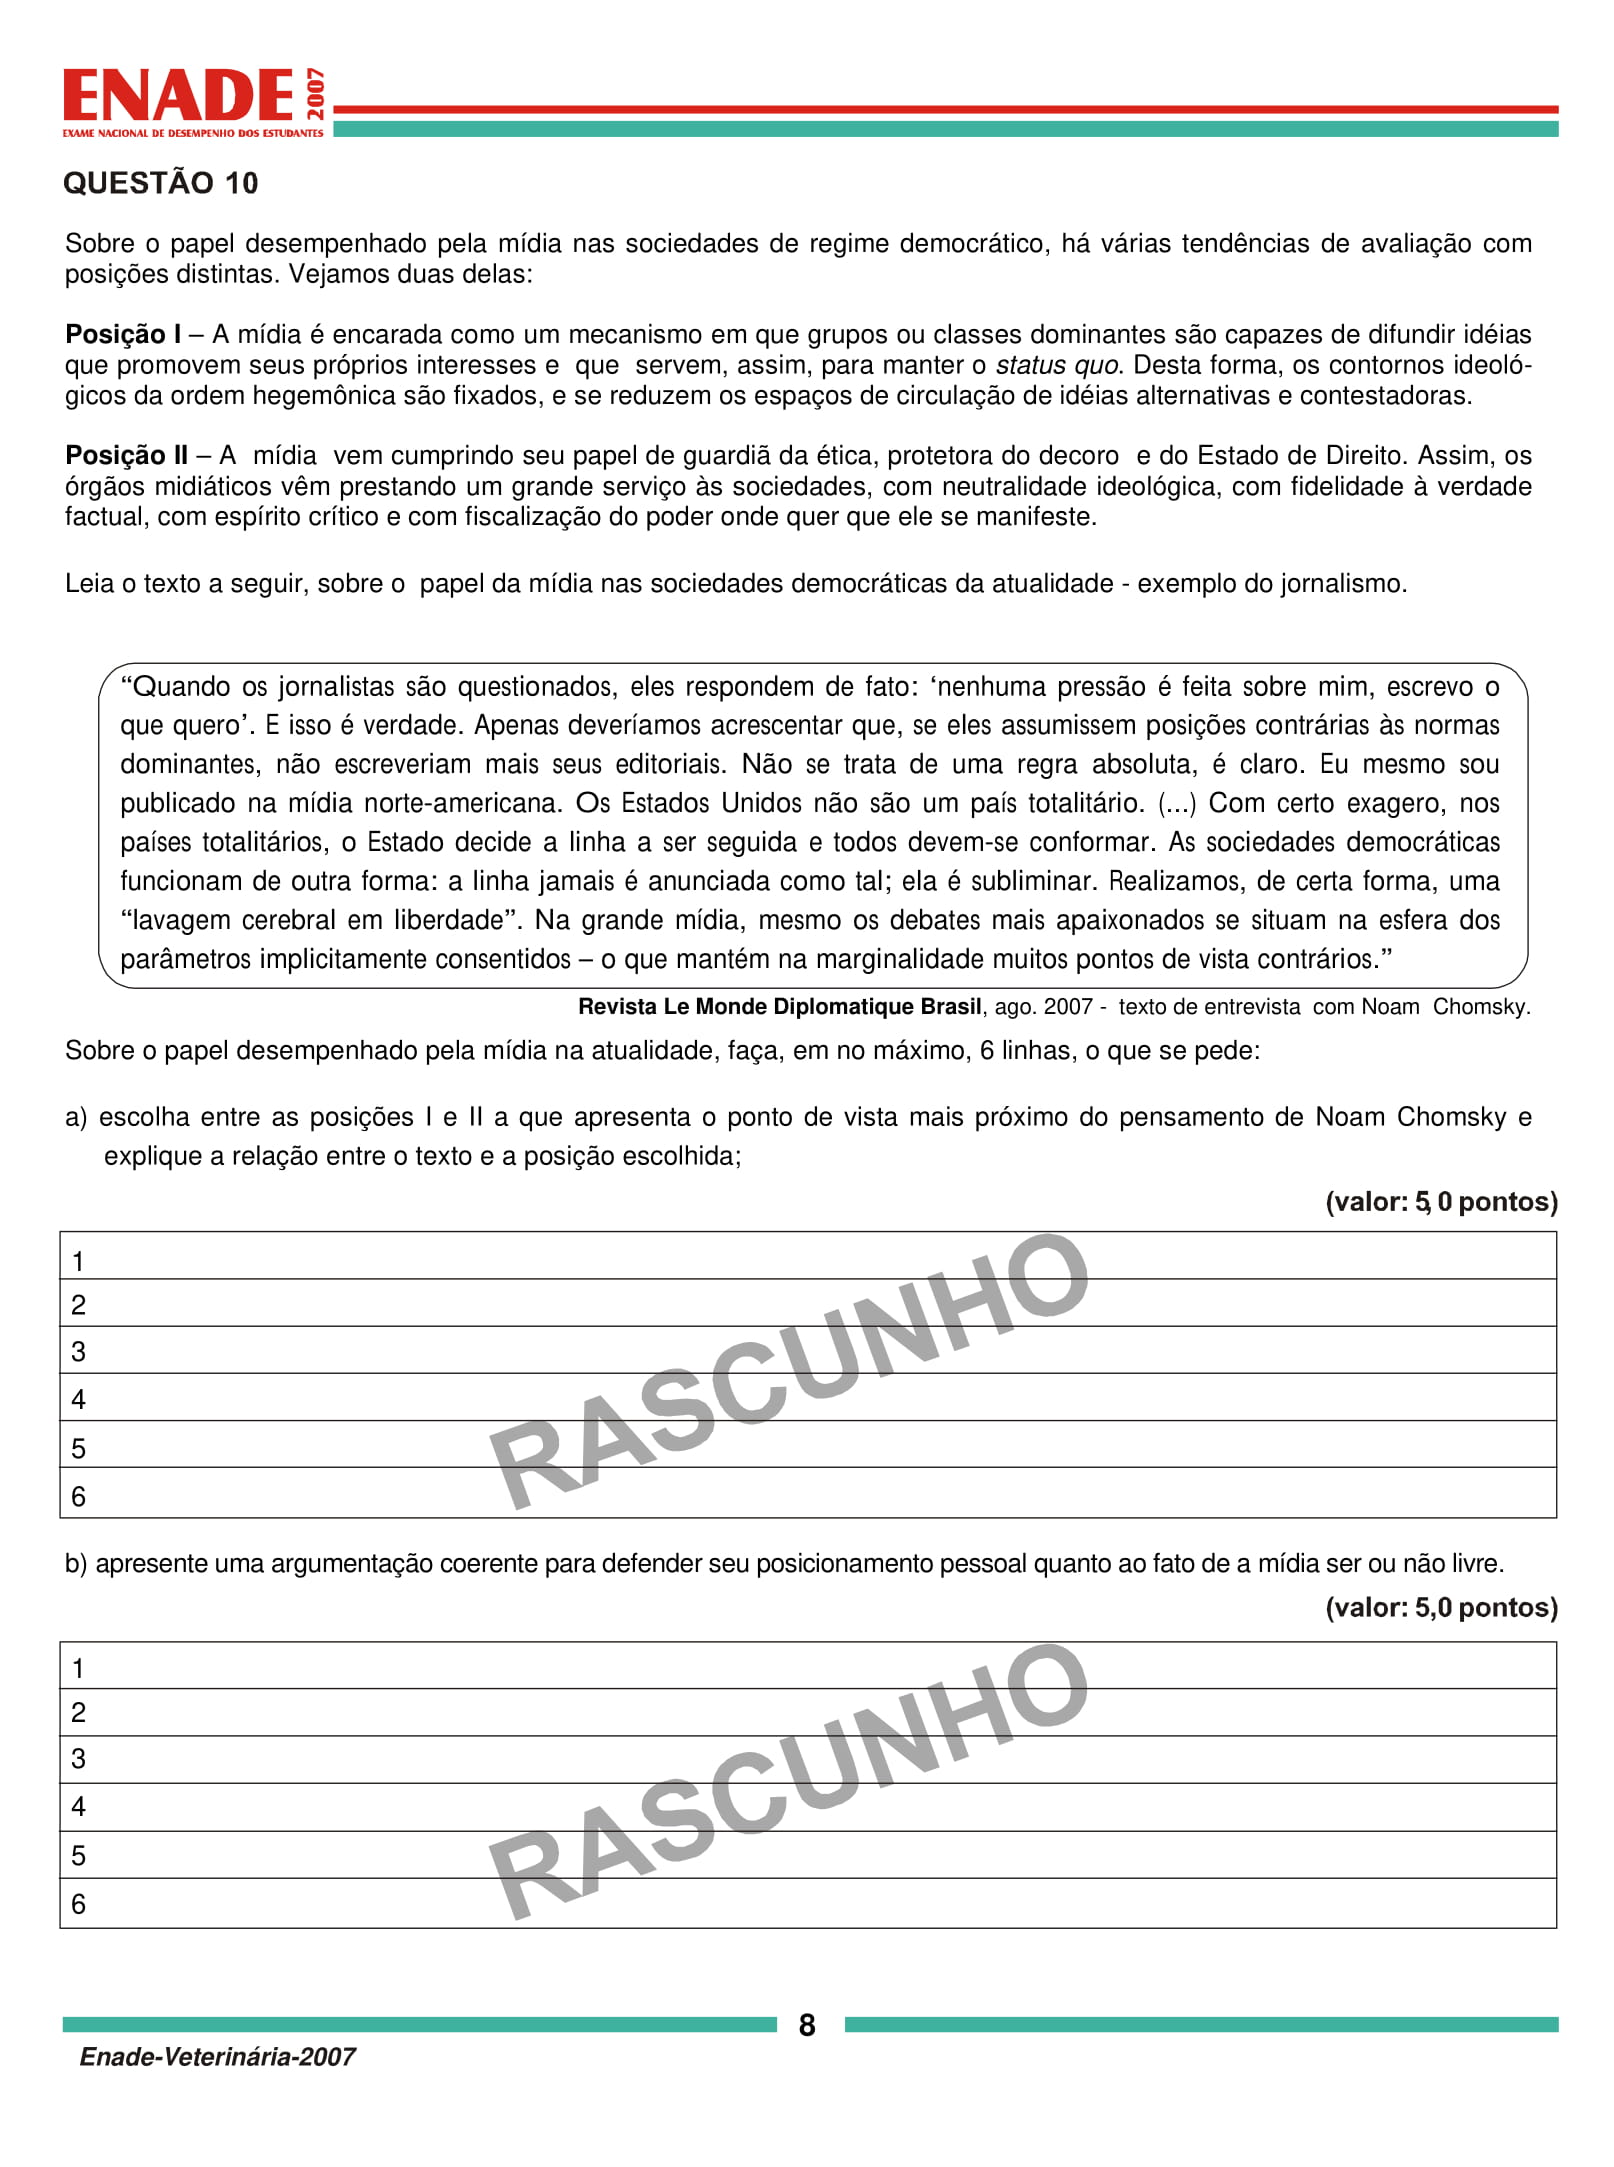 ENADE 2007
EXAME NACIONAL DE DESEMPENHO DOS ESTUDANTES
QUESTÃO 10
Sobre o papel desempenhado pela mídia nas sociedades de regime democrático, há várias tendências de avaliação com
posições distintas. Vejamos duas delas:
Posição I – A mídia é encarada como um mecanismo em que grupos ou classes dominantes são capazes de difundir idéias
que promovem seus próprios interesses e que servem, assim, para manter o status quo. Desta forma, os contornos ideoló-
gicos da ordem hegemônica são fixados, e se reduzem os espaços de circulação de idéias alternativas e contestadoras.
Posição II – A mídia vem cumprindo seu papel de guardiã da ética, protetora do decoro e do Estado de Direito. Assim, os
órgãos midiáticos vêm prestando um grande serviço às sociedades, com neutralidade ideológica, com fidelidade à verdade
factual, com espírito crítico e com fiscalização do poder onde quer que ele se manifeste.
Leia o texto a seguir, sobre o papel da mídia nas sociedades democráticas da atualidade - exemplo do jornalismo.
“Quando os jornalistas são questionados, eles respondem de fato: ‘nenhuma pressão é feita sobre mim, escrevo o
que quero’. E isso é verdade. Apenas deveríamos acrescentar que, se eles assumissem posições contrárias às normas
dominantes, não escreveriam mais seus editoriais. Não se trata de uma regra absoluta, é claro. Eu mesmo sou
publicado na mídia norte-americana. Os Estados Unidos não são um país totalitário. (...) Com certo exagero, nos
países totalitários, o Estado decide a linha a ser seguida e todos devem-se conformar. As sociedades democráticas
funcionam de outra forma: a linha jamais é anunciada como tal; ela é subliminar. Realizamos, de certa forma, uma
“lavagem cerebral em liberdade”. Na grande mídia, mesmo os debates mais apaixonados se situam na esfera dos
parâmetros implicitamente consentidos – o que mantém na marginalidade muitos pontos de vista contrários.”
Revista Le Monde Diplomatique Brasil, ago. 2007 - texto de entrevista com Noam Chomsky.
Sobre o papel desempenhado pela mídia na atualidade, faça, em no máximo, 6 linhas, o que se pede:
a) escolha entre as posições I e II a que apresenta o ponto de vista mais próximo do pensamento de Noam Chomsky e
explique a relação entre o texto e a posição escolhida;
(valor: 5,0 pontos)
1
2
3
4
5
6
RASCUNHO
b) apresente uma argumentação coerente para defender seu posicionamento pessoal quanto ao fato de a mídia ser ou não livre.
(valor: 5,0 pontos)
1
2
3
4
5
6
RASCUNHO
8
Enade-Veterinária-2007